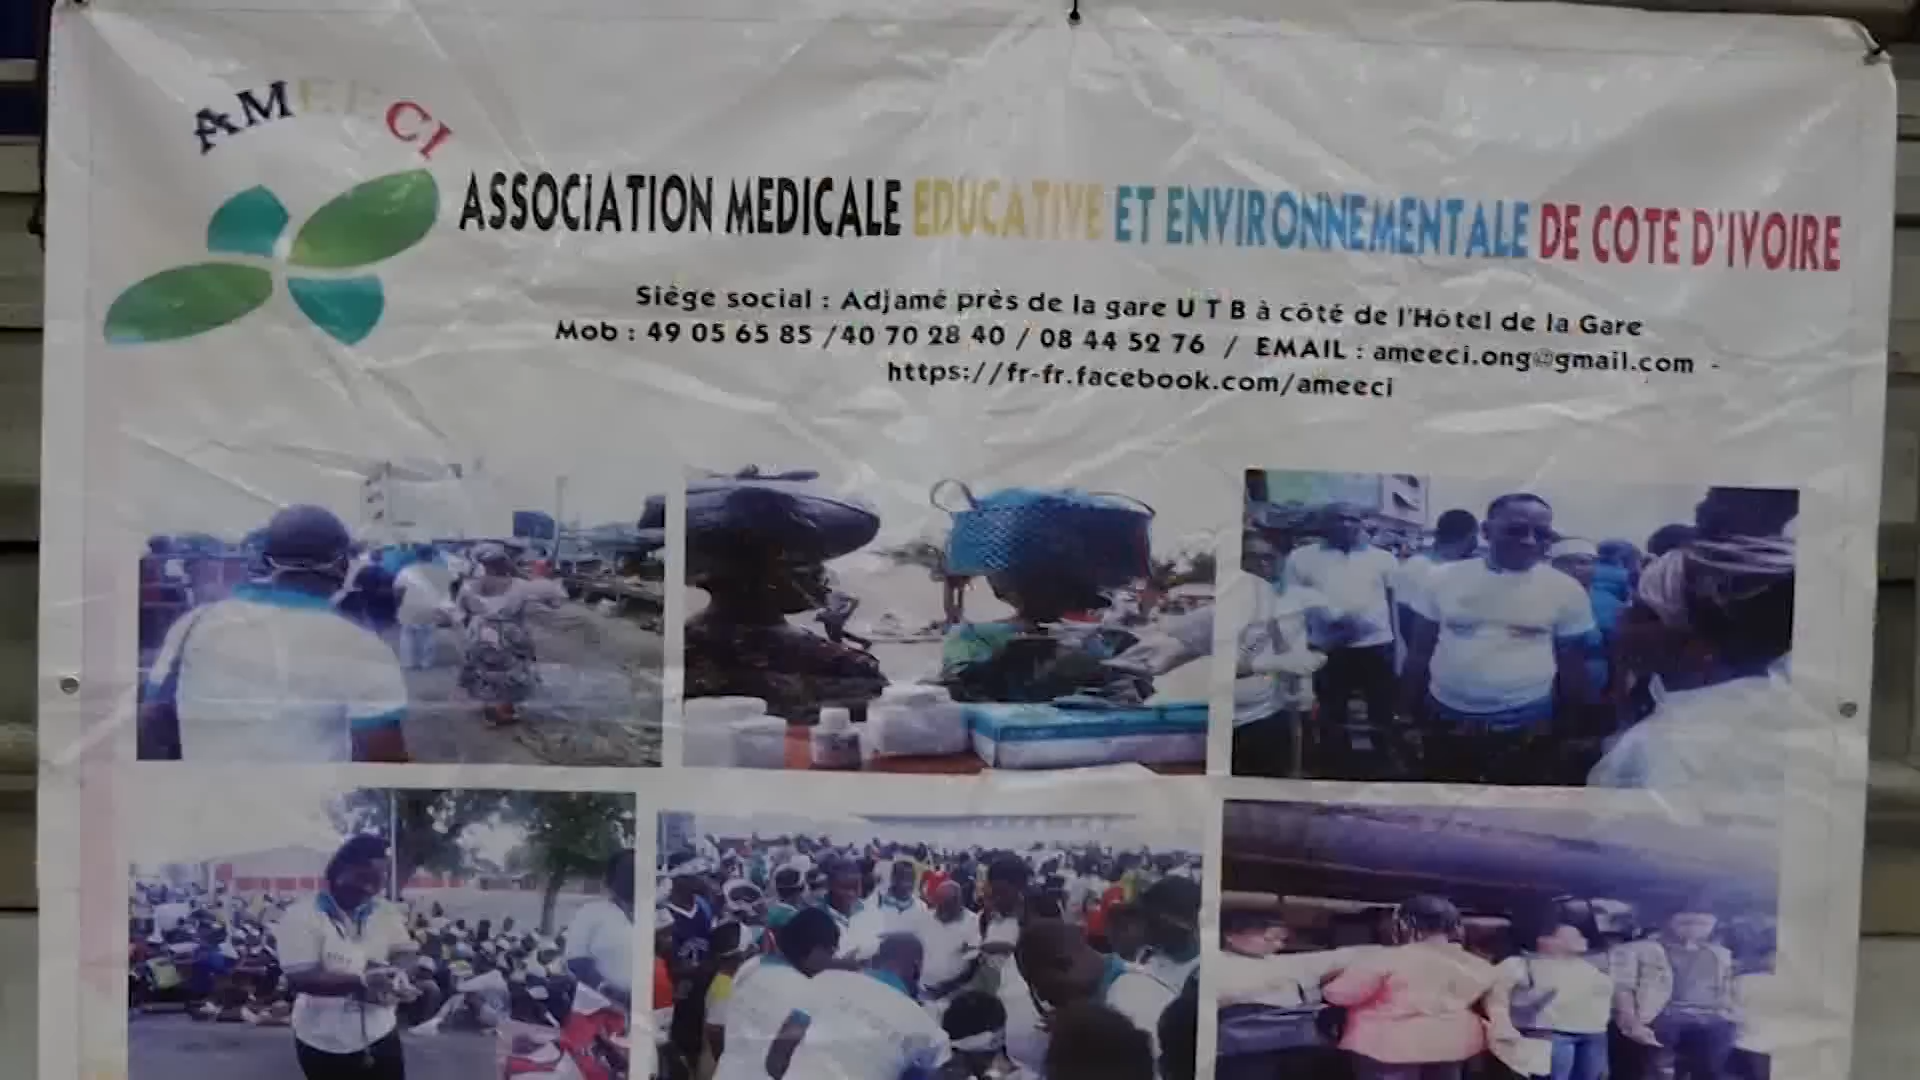 AMEECI
ASSOCIATION MEDICALE EDUCATIVE ET ENVIRONNEMENTALE DE COTE D'IVOIRE
Siège social : Adjamé près de la gare U T B à côté de l'Hôtel de la Gare
Mob : 49 05 65 85 /40 70 28 40 / 08 44 52 76 / EMAIL : ameeci.ong@gmail.com -
https://fr-fr.facebook.com/ameeci